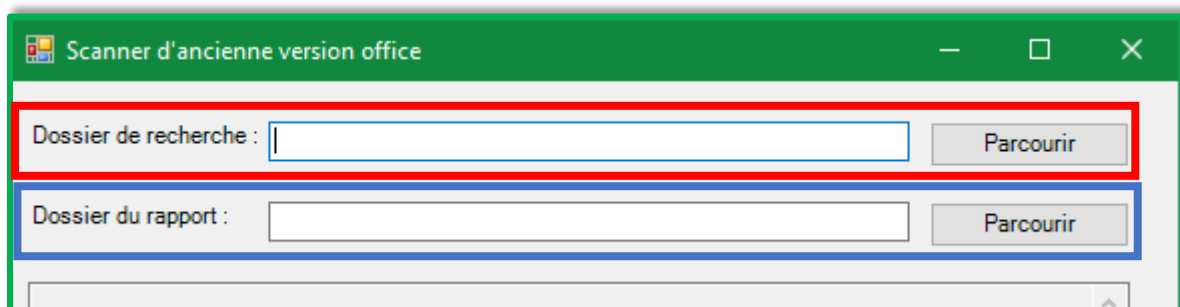 Scanner d'ancienne version office
Dossier de recherche : Parcourir
Dossier du rapport : Parcourir